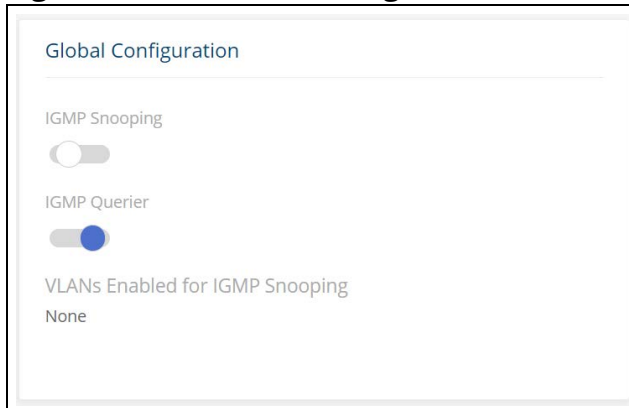 Global Configuration
IGMP Snooping
IGMP Querier
VLANs Enabled for IGMP Snooping
None